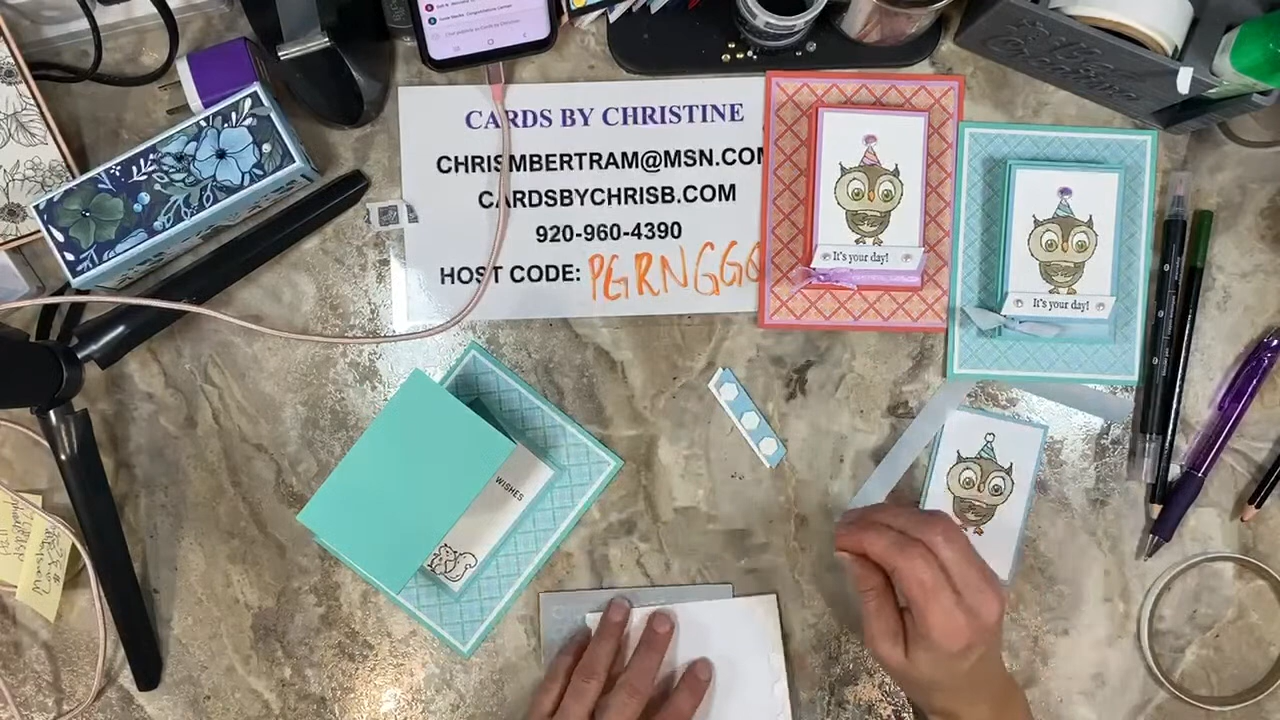 CARDS BY CHRISTINE
CHRISMBERTRAM@MSN.COM
CARDSBYCHRISB.COM
920-960-4390
HOST CODE: PGRNGGG
It's your day!
It's your day!
WISHES